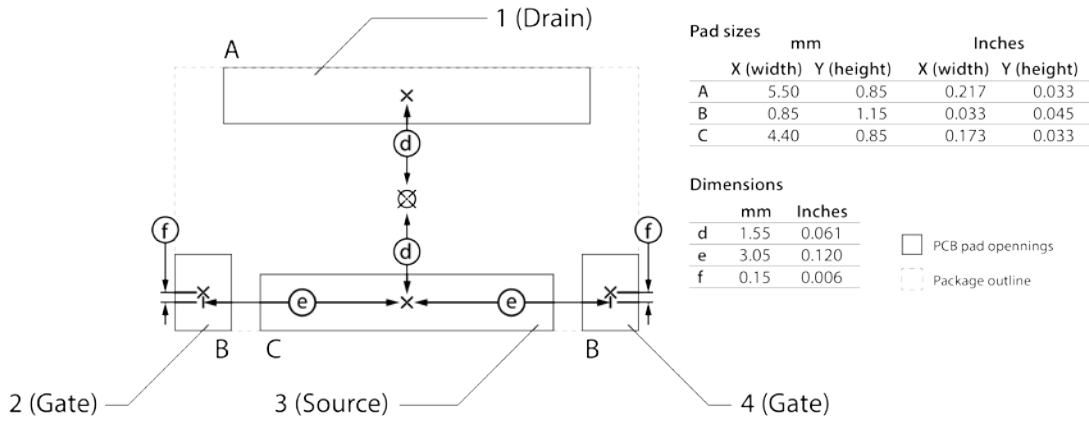 1 (Drain)
A
d
f
d
f
e
e
B
C
B
2 (Gate)
3 (Source)
4 (Gate)
Pad sizes
mm Inches
X (width) Y (height) X (width) Y (height)
A 5.50 0.85 0.217 0.033
B 0.85 1.15 0.033 0.045
C 4.40 0.85 0.173 0.033
Dimensions
mm Inches
d 1.55 0.061
e 3.05 0.120
f 0.15 0.006
PCB pad opennings
Package outline